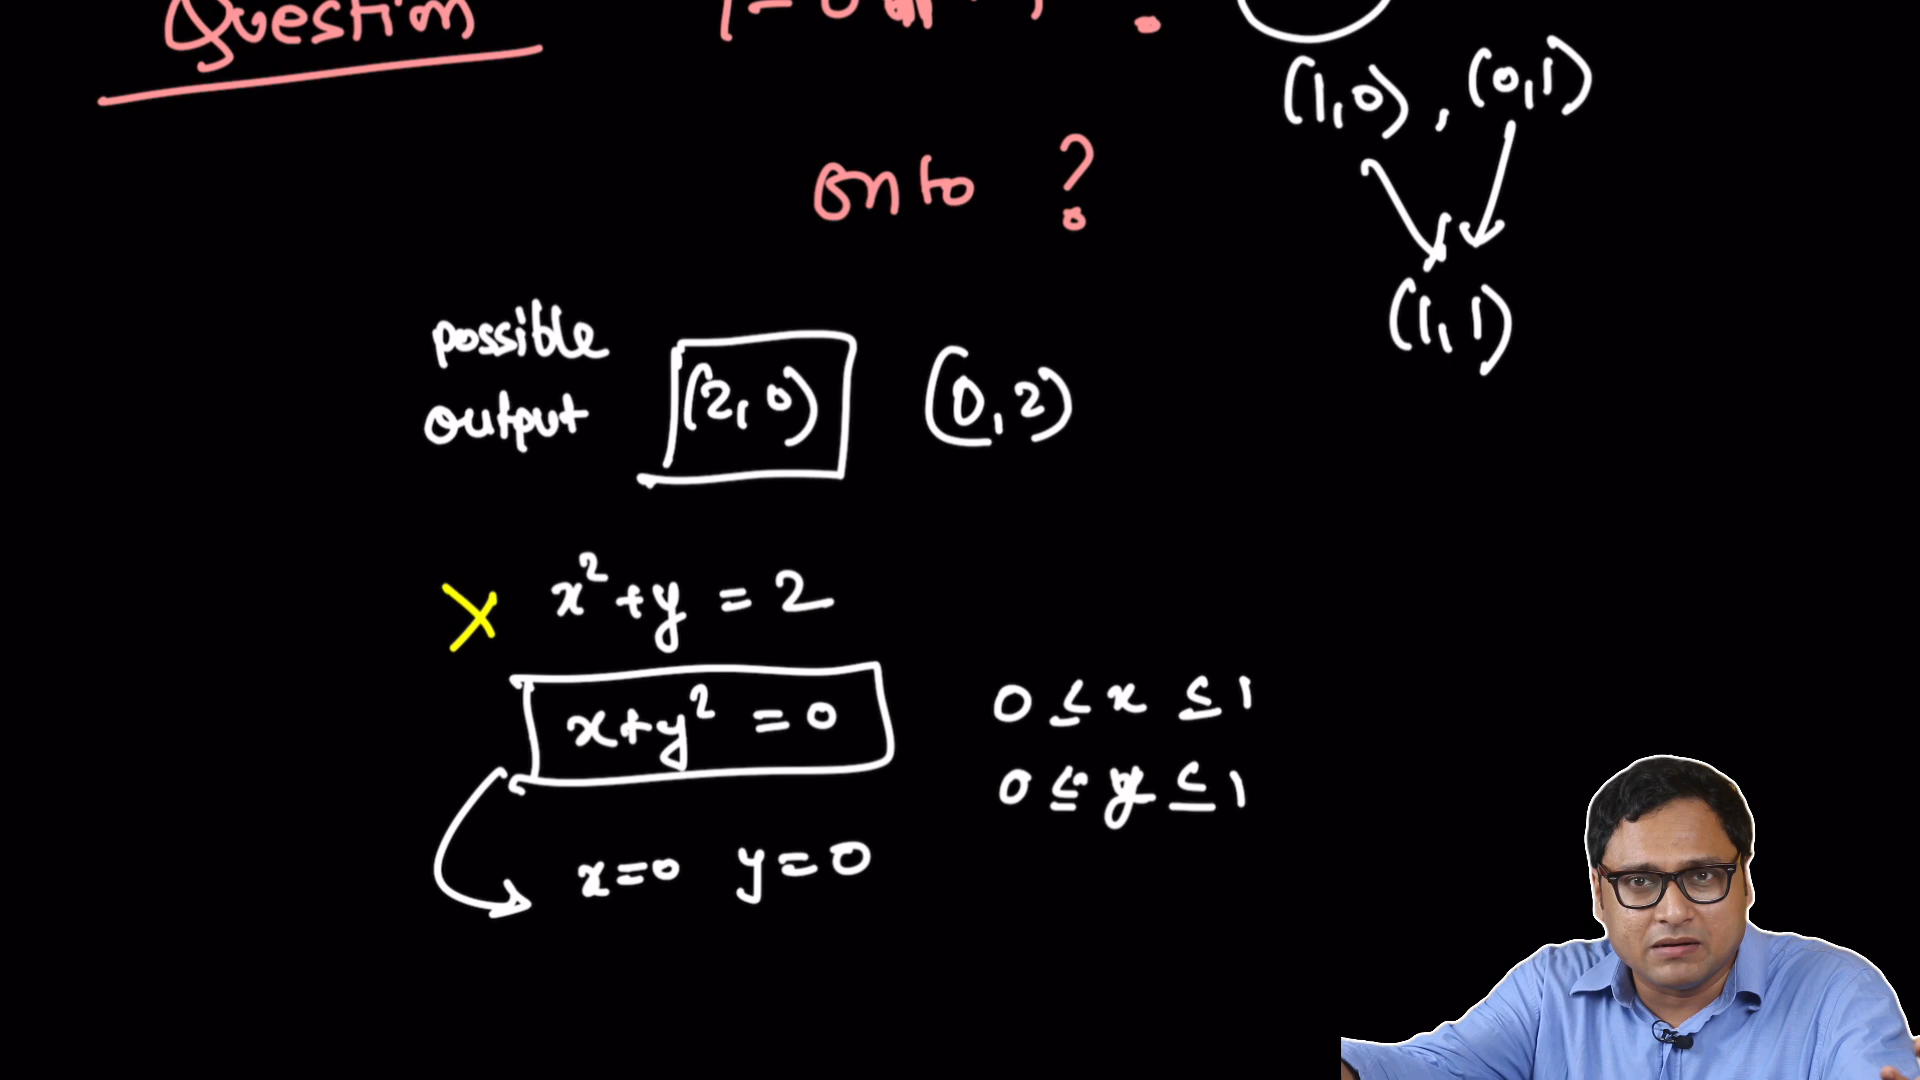 Question
(1,0) , (0,1)
onto ?
(1,1)
possible
output (2,0) (0,2)
x²+y = 2
x+y² = 0
0 ≤ x ≤ 1
0 ≤ y ≤ 1
x=0 y=0